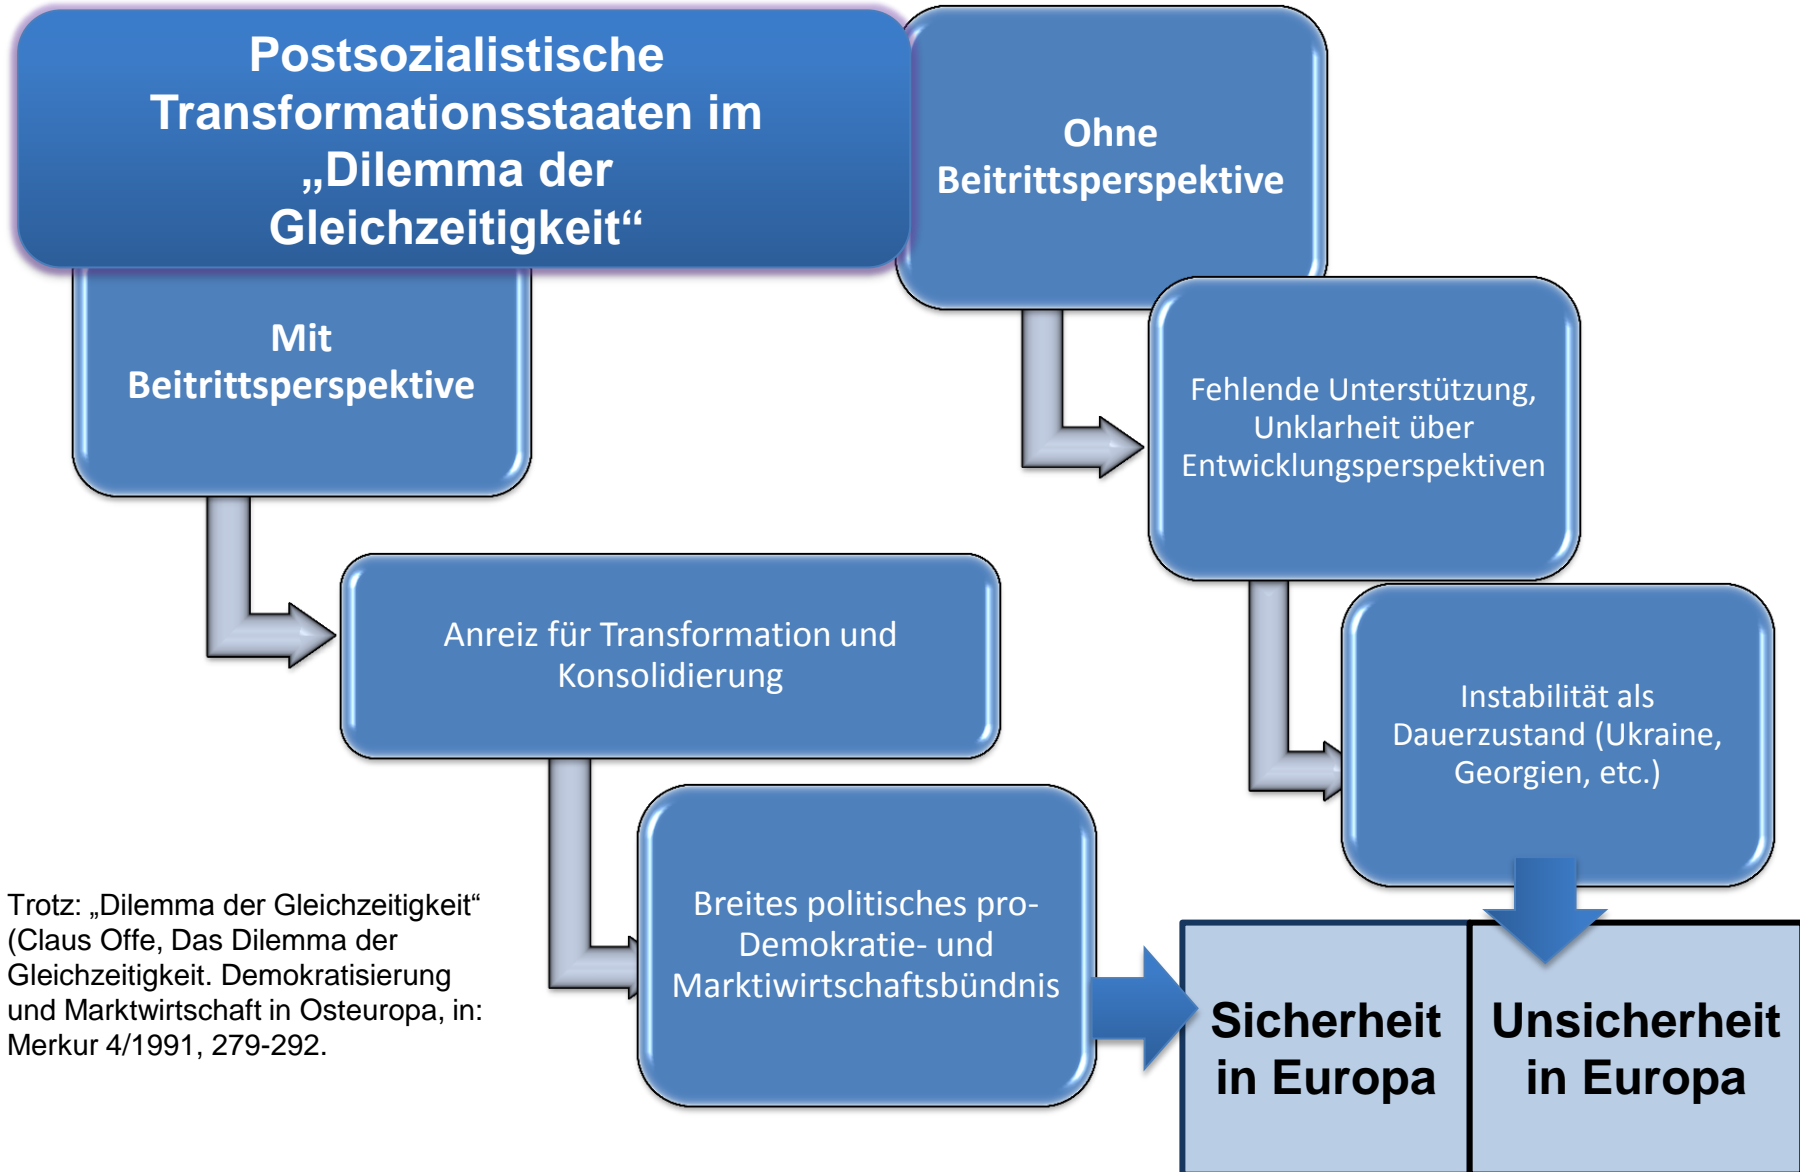 Postsozialistische
Transformationsstaaten im
„Dilemma der
Gleichzeitigkeit“
Ohne
Beitrittsperspektive
Mit
Beitrittsperspektive
Fehlende Unterstützung,
Unklarheit über
Entwicklungsperspektiven
Anreiz für Transformation und
Konsolidierung
Instabilität als
Dauerzustand (Ukraine,
Georgien, etc.)
Breites politisches pro-
Demokratie- und
Marktiwirtschaftsbündnis
Trotz: „Dilemma der Gleichzeitigkeit“
(Claus Offe, Das Dilemma der
Gleichzeitigkeit. Demokratisierung
und Marktwirtschaft in Osteuropa, in:
Merkur 4/1991, 279-292.
Sicherheit
in Europa
Unsicherheit
in Europa